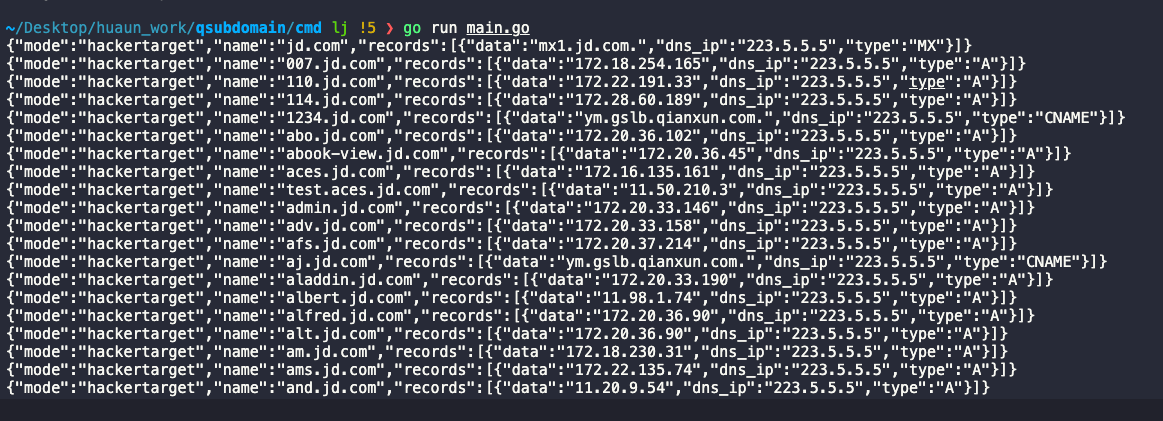 ~/Desktop/huaun_work/qsubdomain/cmd lj !5 ❯ go run main.go
{"mode":"hackertarget","name":"jd.com","records":[{"data":"mx1.jd.com.","dns_ip":"223.5.5.5","type":"MX"}]}
{"mode":"hackertarget","name":"007.jd.com","records":[{"data":"172.18.254.165","dns_ip":"223.5.5.5","type":"A"}]}
{"mode":"hackertarget","name":"110.jd.com","records":[{"data":"172.22.191.33","dns_ip":"223.5.5.5","type":"A"}]}
{"mode":"hackertarget","name":"114.jd.com","records":[{"data":"172.28.60.189","dns_ip":"223.5.5.5","type":"A"}]}
{"mode":"hackertarget","name":"1234.jd.com","records":[{"data":"ym.gslb.qianxun.com.","dns_ip":"223.5.5.5","type":"CNAME"}]}
{"mode":"hackertarget","name":"abo.jd.com","records":[{"data":"172.20.36.102","dns_ip":"223.5.5.5","type":"A"}]}
{"mode":"hackertarget","name":"abook-view.jd.com","records":[{"data":"172.20.36.45","dns_ip":"223.5.5.5","type":"A"}]}
{"mode":"hackertarget","name":"aces.jd.com","records":[{"data":"172.16.135.161","dns_ip":"223.5.5.5","type":"A"}]}
{"mode":"hackertarget","name":"test.aces.jd.com","records":[{"data":"11.50.210.3","dns_ip":"223.5.5.5","type":"A"}]}
{"mode":"hackertarget","name":"admin.jd.com","records":[{"data":"172.20.33.146","dns_ip":"223.5.5.5","type":"A"}]}
{"mode":"hackertarget","name":"adv.jd.com","records":[{"data":"172.20.33.158","dns_ip":"223.5.5.5","type":"A"}]}
{"mode":"hackertarget","name":"afs.jd.com","records":[{"data":"172.20.37.214","dns_ip":"223.5.5.5","type":"A"}]}
{"mode":"hackertarget","name":"aj.jd.com","records":[{"data":"ym.gslb.qianxun.com.","dns_ip":"223.5.5.5","type":"CNAME"}]}
{"mode":"hackertarget","name":"aladdin.jd.com","records":[{"data":"172.20.33.190","dns_ip":"223.5.5.5","type":"A"}]}
{"mode":"hackertarget","name":"albert.jd.com","records":[{"data":"11.98.1.74","dns_ip":"223.5.5.5","type":"A"}]}
{"mode":"hackertarget","name":"alfred.jd.com","records":[{"data":"172.20.36.90","dns_ip":"223.5.5.5","type":"A"}]}
{"mode":"hackertarget","name":"alt.jd.com","records":[{"data":"172.20.36.90","dns_ip":"223.5.5.5","type":"A"}]}
{"mode":"hackertarget","name":"am.jd.com","records":[{"data":"172.18.230.31","dns_ip":"223.5.5.5","type":"A"}]}
{"mode":"hackertarget","name":"ams.jd.com","records":[{"data":"172.22.135.74","dns_ip":"223.5.5.5","type":"A"}]}
{"mode":"hackertarget","name":"and.jd.com","records":[{"data":"11.20.9.54","dns_ip":"223.5.5.5","type":"A"}]}